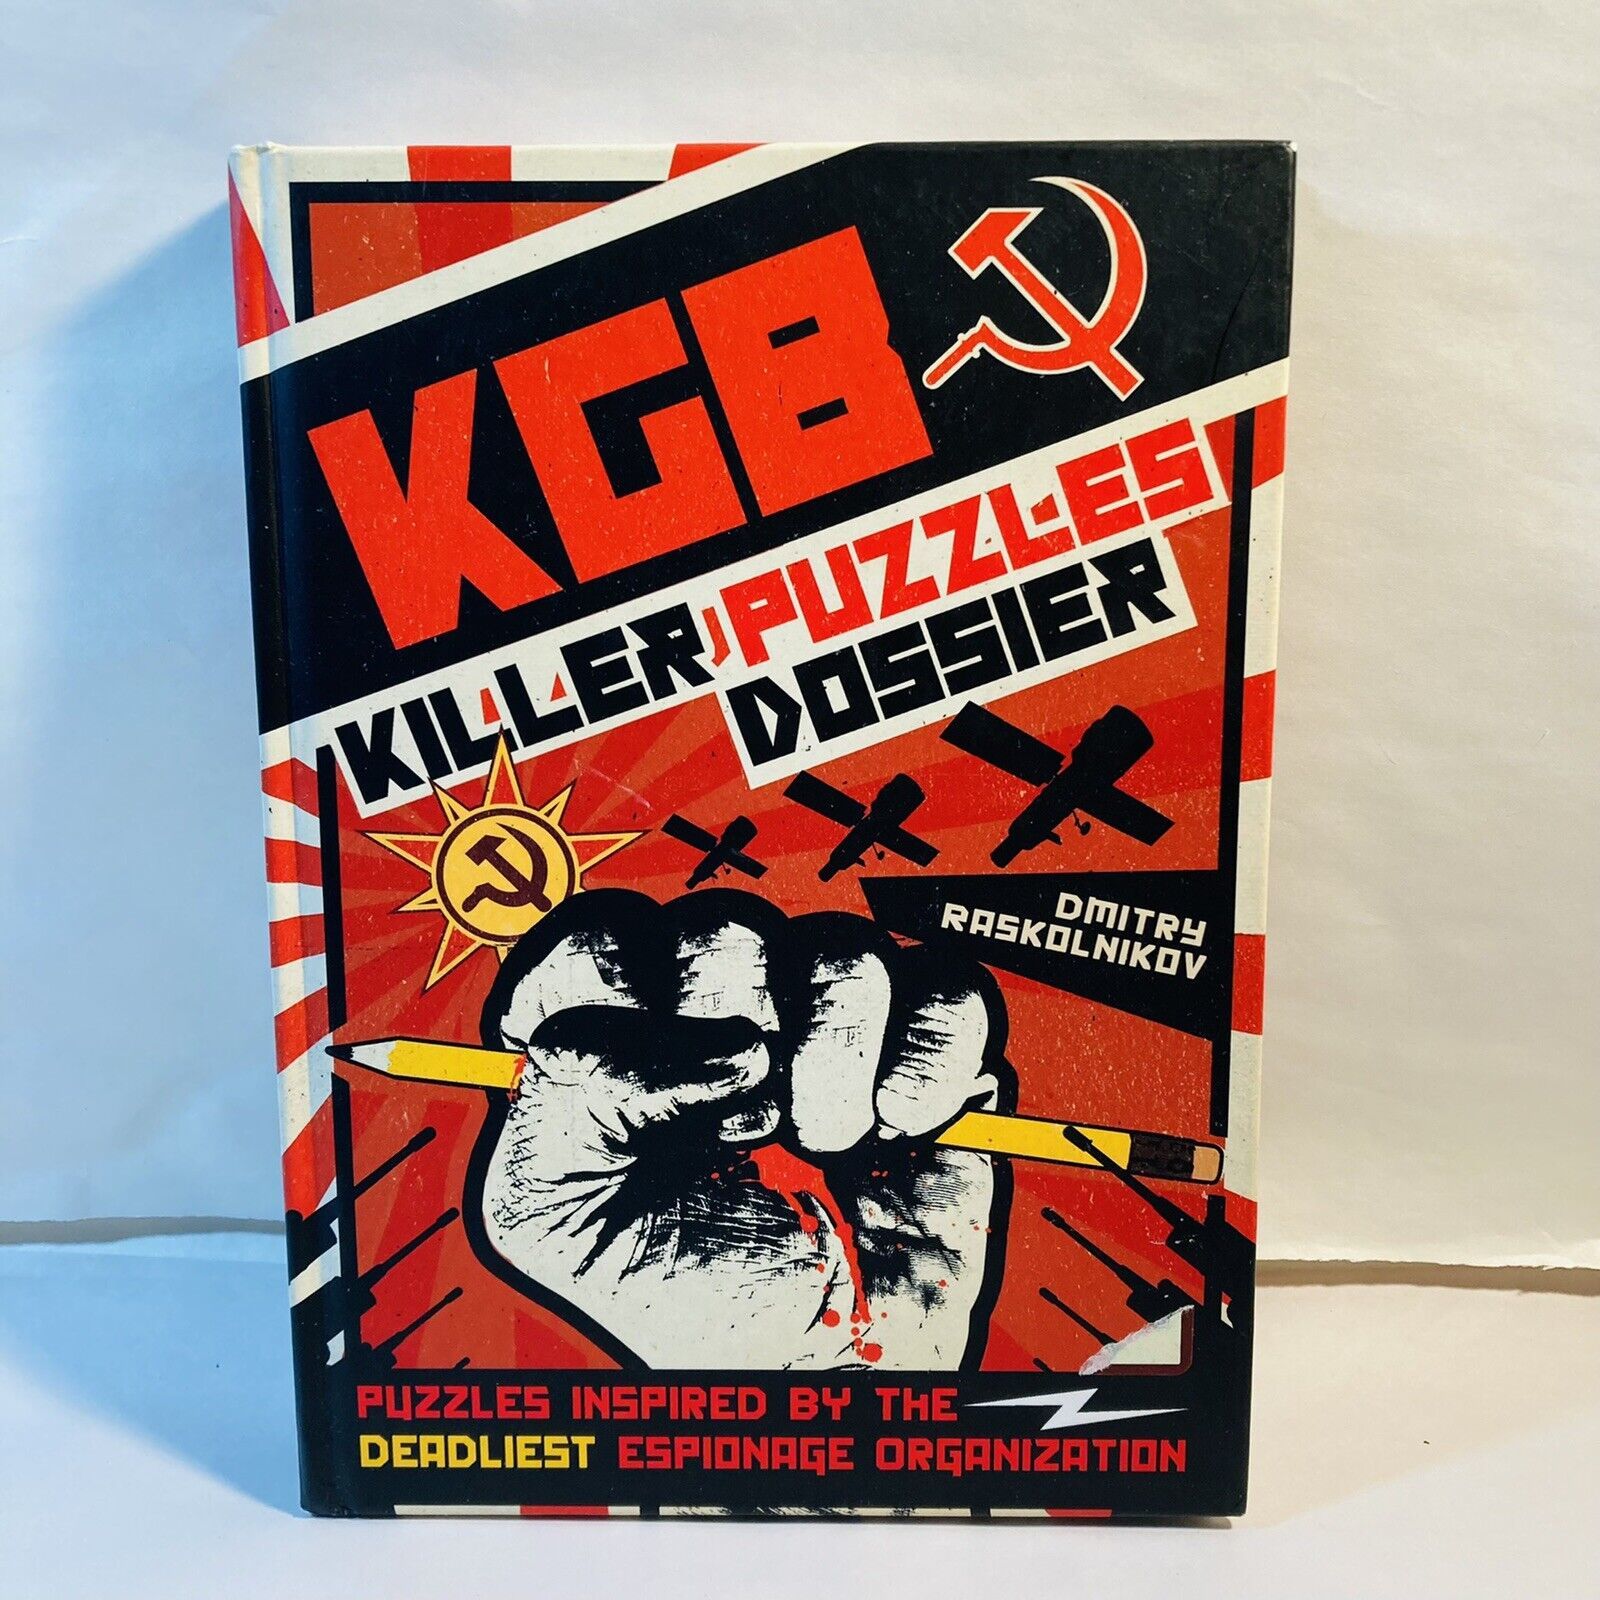 KGB
KILLER PUZZLES
DOSSIER
DMITRY
RASKOLNIKOV
PUZZLES INSPIRED BY THE
DEADLIEST ESPIONAGE ORGANIZATION